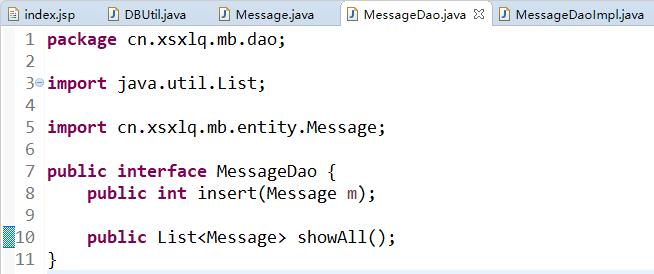 index.jsp DBUtil.java Message.java MessageDao.java MessageDaoImpl.java
1 package cn.xsxlq.mb.dao;
2
3 import java.util.List;
4
5 import cn.xsxlq.mb.entity.Message;
6
7 public interface MessageDao {
8     public int insert(Message m);
9
10     public List<Message> showAll();
11 }